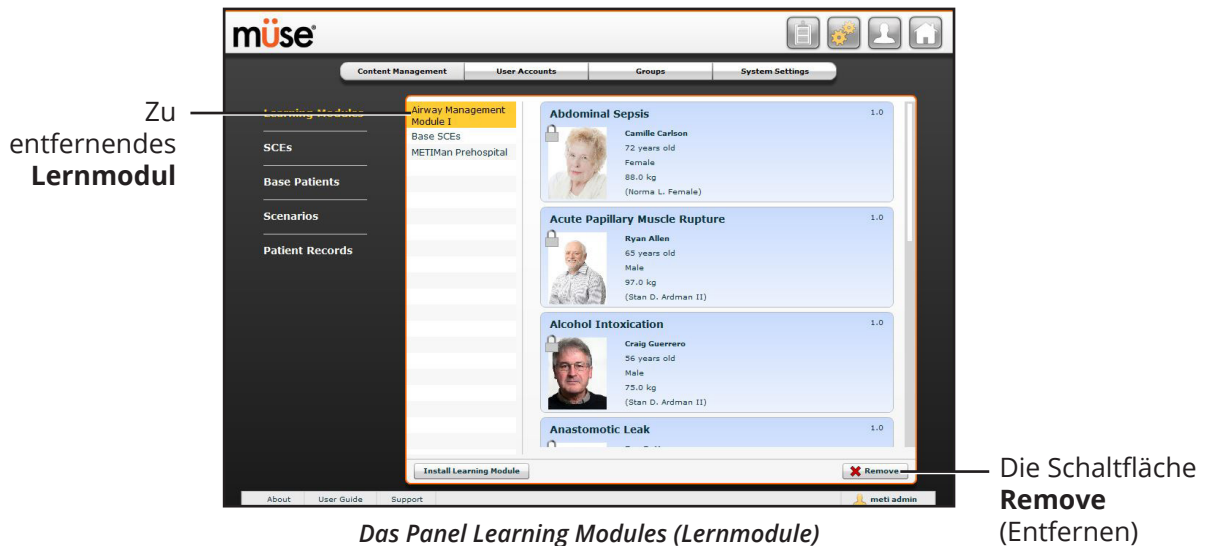 müse
Content Management User Accounts Groups System Settings
Zu
entfernendes
Lernmodul
Learning Modules
SCEs
Base Patients
Scenarios
Patient Records
Airway Management
Module I
Base SCEs
METIMan Prehospital
Abdominal Sepsis 1.0
Camille Carlson
72 years old
Female
88.0 kg
(Norma L. Female)
Acute Papillary Muscle Rupture 1.0
Ryan Allen
65 years old
Male
97.0 kg
(Stan D. Ardman II)
Alcohol Intoxication 1.0
Craig Guerrero
56 years old
Male
75.0 kg
(Stan D. Ardman II)
Anastomotic Leak 1.0
Install Learning Module
Remove
Die Schaltfläche
Remove
(Entfernen)
About User Guide Support meti admin
Das Panel Learning Modules (Lernmodule)